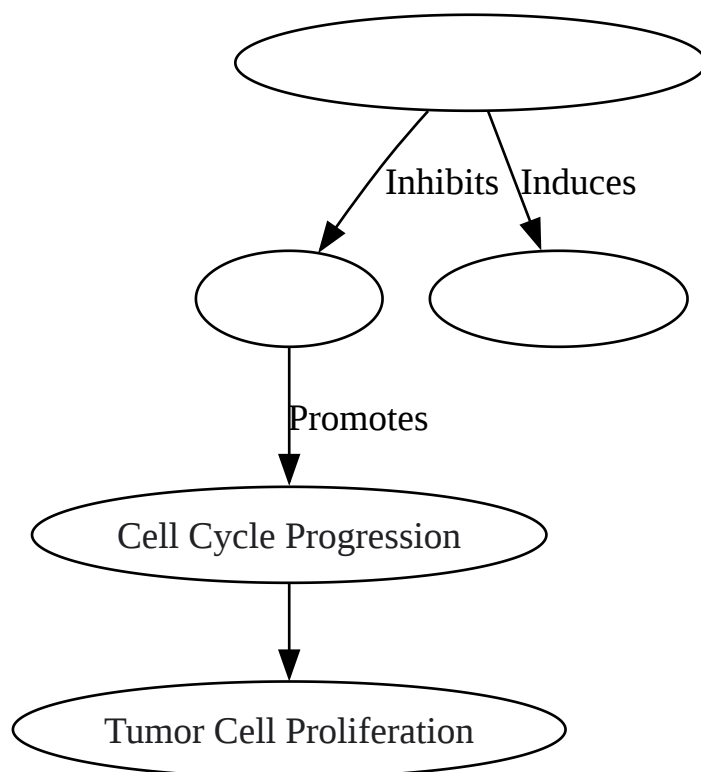 Inhibits
Induces
Promotes
Cell Cycle Progression
Tumor Cell Proliferation